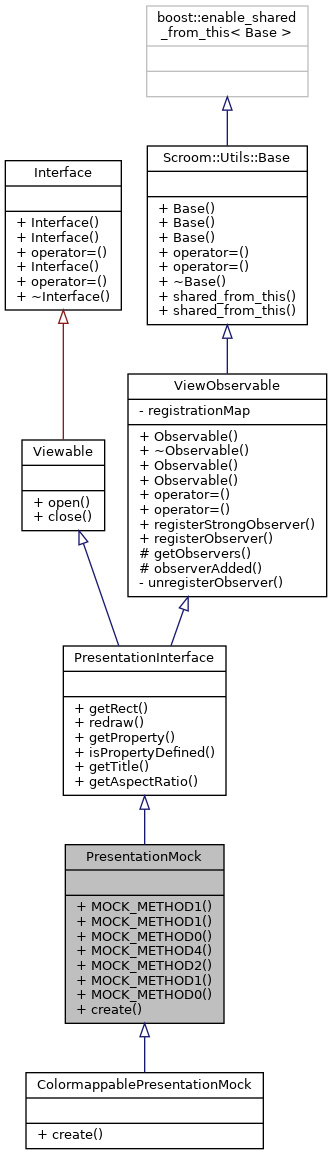 boost::enable_shared
_from_this< Base >
Scroom::Utils::Base
+ Base()
+ Base()
+ Base()
+ operator=()
+ operator=()
+ ~Base()
+ shared_from_this()
+ shared_from_this()
Interface
+ Interface()
+ Interface()
+ operator=()
+ Interface()
+ operator=()
+ ~Interface()
ViewObservable
- registrationMap
+ Observable()
+ ~Observable()
+ Observable()
+ Observable()
+ operator=()
+ operator=()
+ registerStrongObserver()
+ registerObserver()
# getObservers()
# observerAdded()
- unregisterObserver()
Viewable
+ open()
+ close()
PresentationInterface
+ getRect()
+ redraw()
+ getProperty()
+ isPropertyDefined()
+ getTitle()
+ getAspectRatio()
PresentationMock
+ MOCK_METHOD1()
+ MOCK_METHOD1()
+ MOCK_METHOD0()
+ MOCK_METHOD4()
+ MOCK_METHOD2()
+ MOCK_METHOD1()
+ MOCK_METHOD0()
+ create()
ColormappablePresentationMock
+ create()